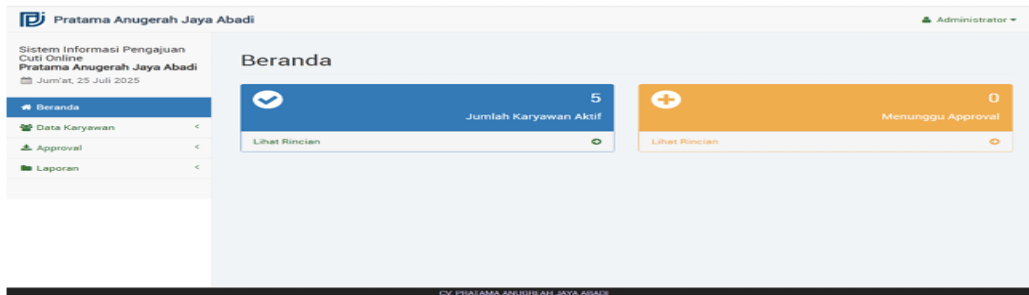 Pratama Anugerah Jaya Abadi
Administrator
Sistem Informasi Pengajuan
Cuti Online
Pratama Anugerah Jaya Abadi
Jum'at, 25 Juli 2025
Beranda
Data Karyawan
Approval
Laporan
Beranda
5
Jumlah Karyawan Aktif
Lihat Rincian
0
Menunggu Approval
Lihat Rincian
CV. PRATAMA ANUGREAH JAYA ABADI